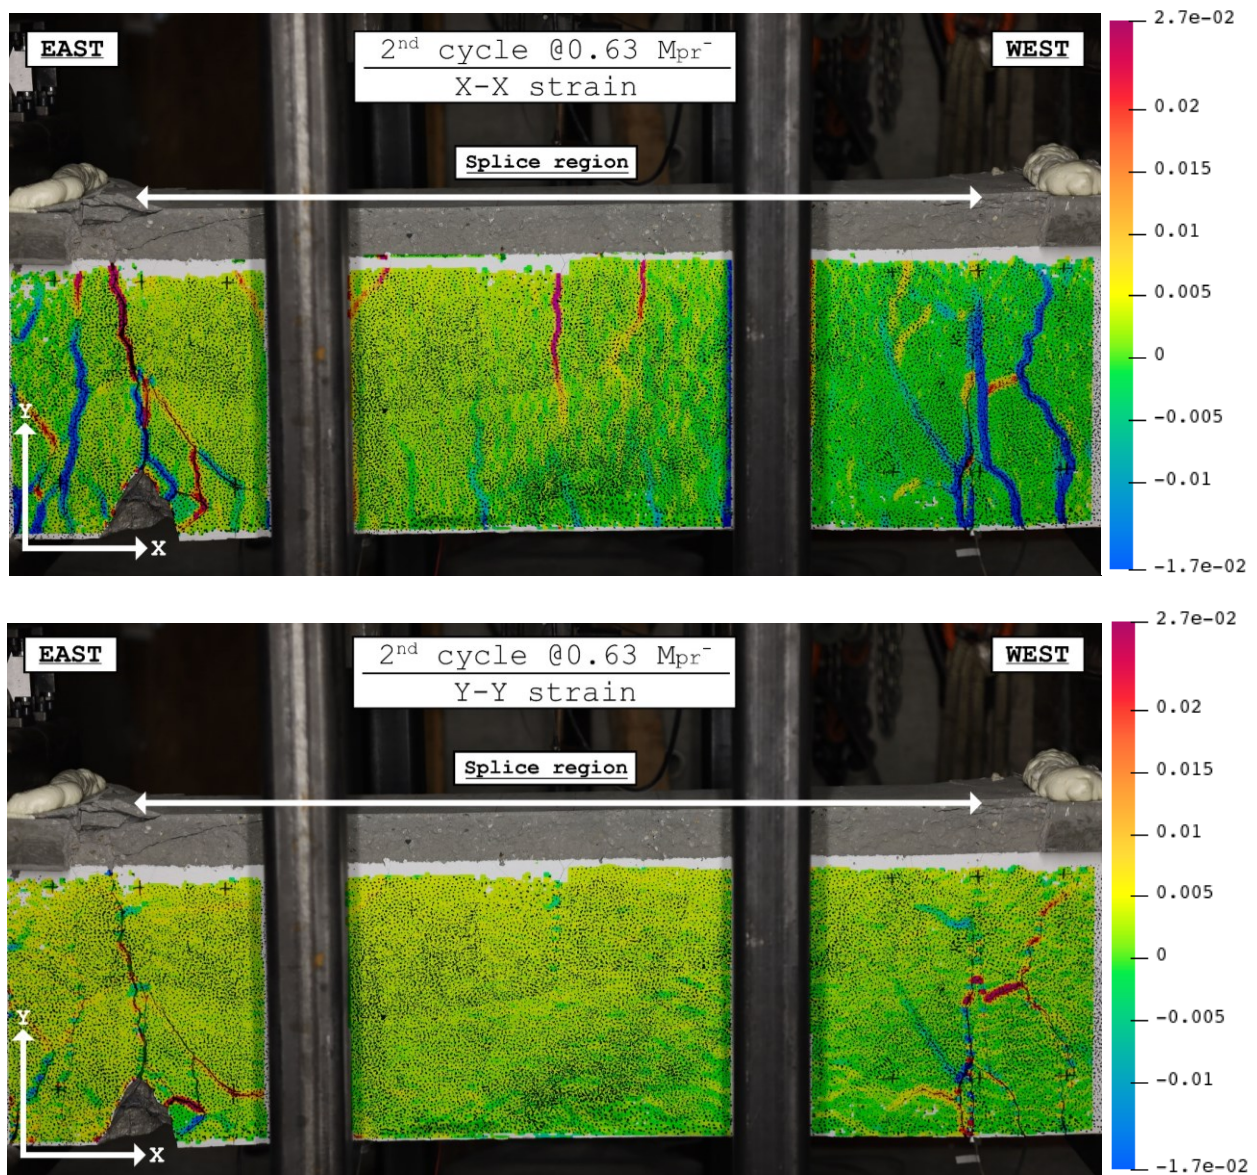 EAST
2nd cycle @0.63 Mpr-
X-X strain
WEST
Splice region
Y
X
2.7e-02
0.02
0.015
0.01
0.005
0
-0.005
-0.01
-1.7e-02
EAST
2nd cycle @0.63 Mpr-
Y-Y strain
WEST
Splice region
Y
X
2.7e-02
0.02
0.015
0.01
0.005
0
-0.005
-0.01
-1.7e-02